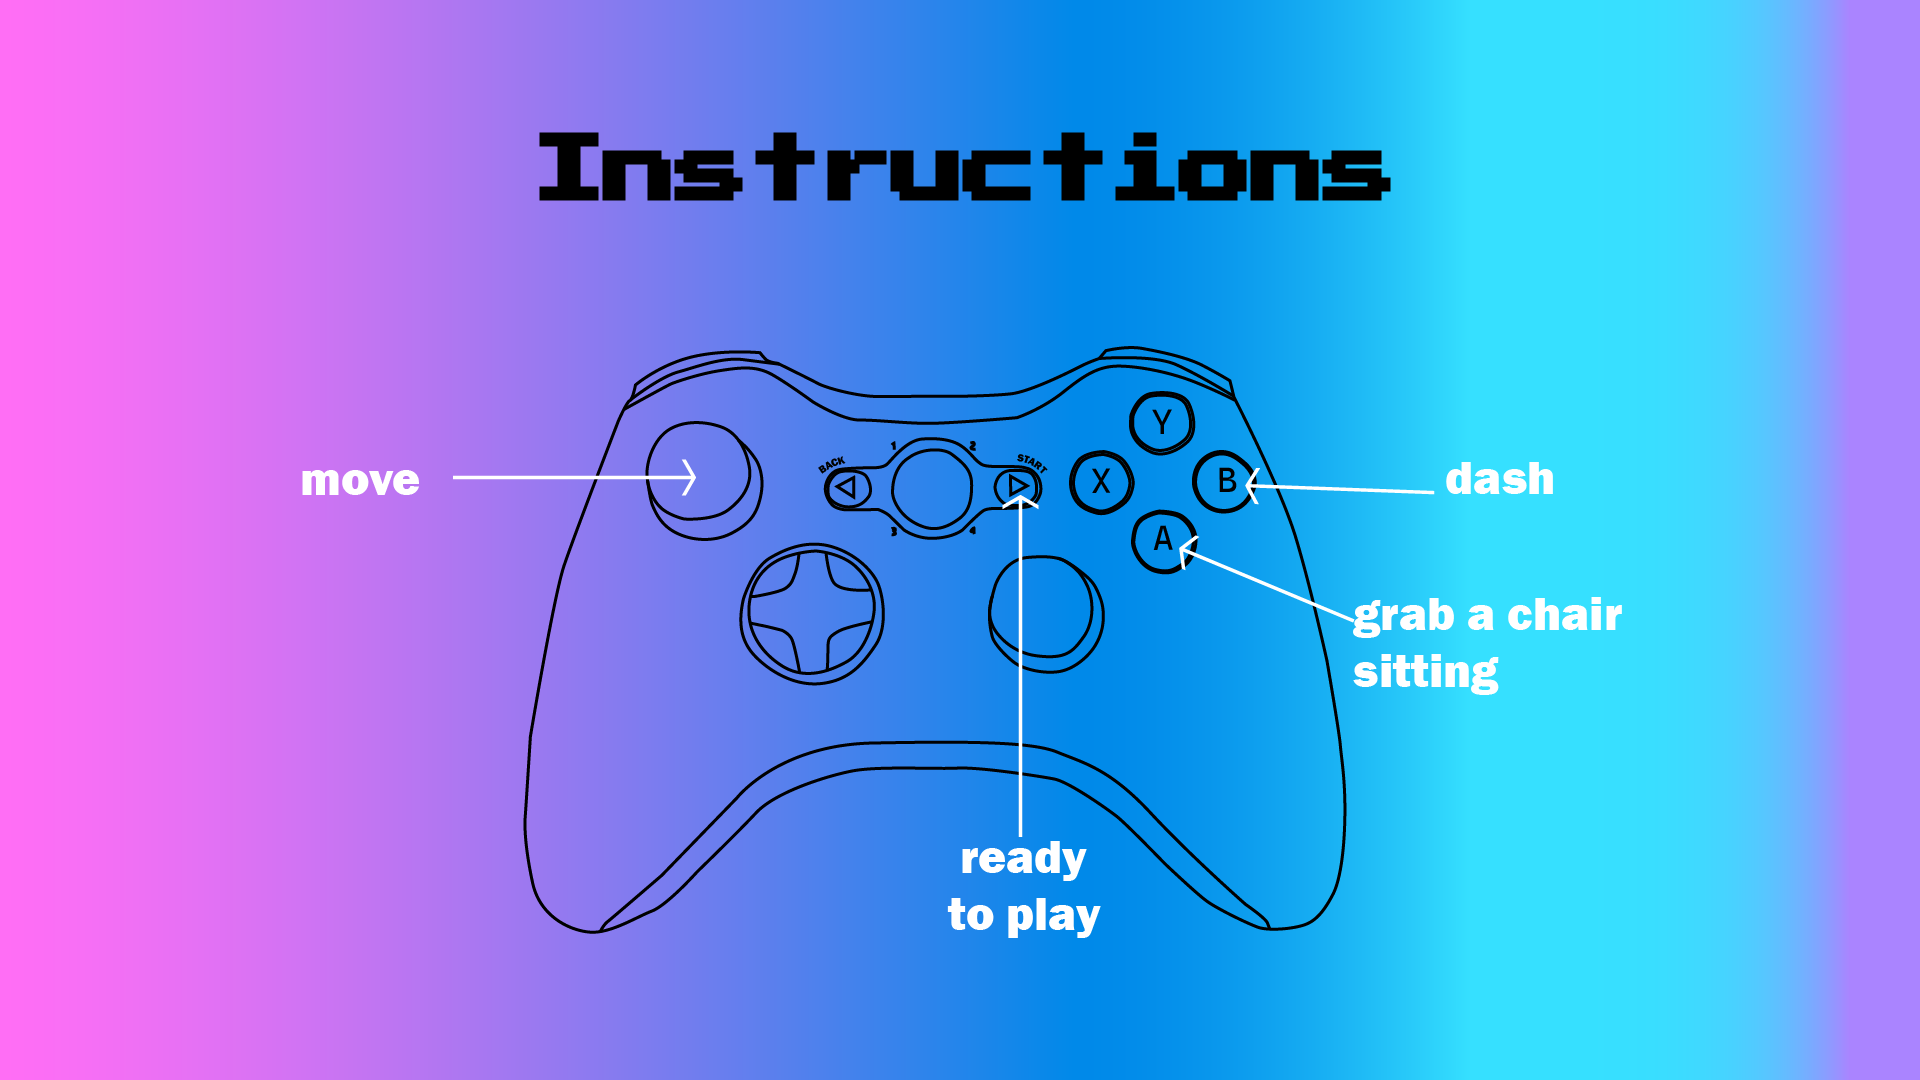 Instructions
1 2
BACK
START
Y
X
B
A
3 4
move
dash
grab a chair
sitting
ready
to play